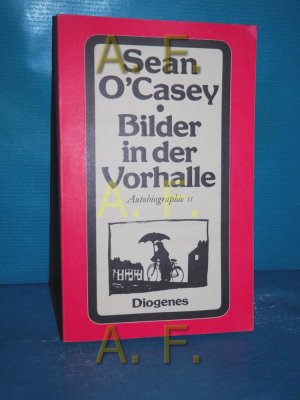 A. F.
Sean
O'Casey
•
Bilder
in der
Vorhalle
Autobiographie II
Diogenes
A. F.
A. F.
A. F.